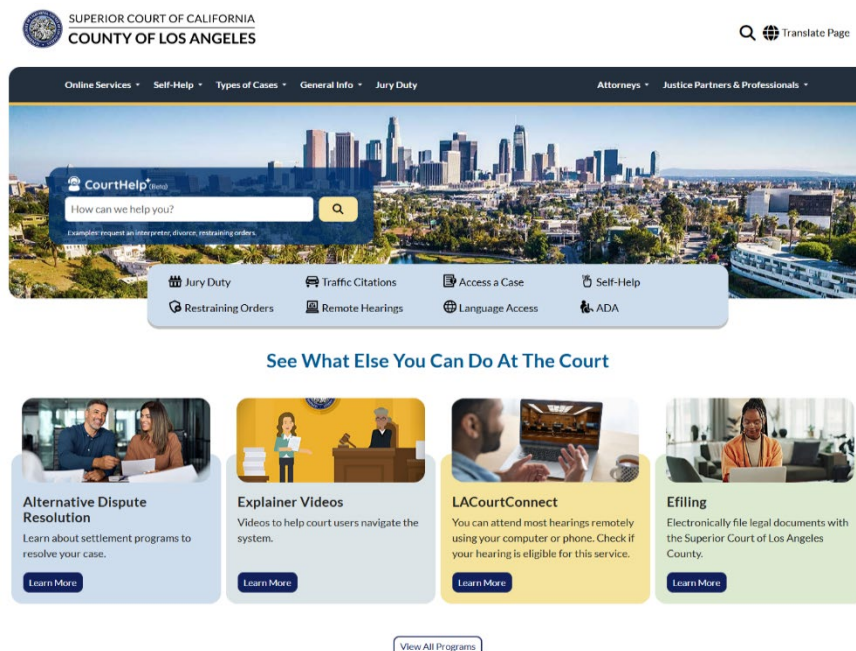 SUPERIOR COURT OF CALIFORNIA
COUNTY OF LOS ANGELES
Translate Page
Online Services Self-Help Types of Cases General Info Jury Duty Attorneys Justice Partners & Professionals
CourtHelp+ (Beta)
How can we help you?
Examples: request an interpreter, divorce, restraining orders.
Jury Duty Traffic Citations Access a Case Self-Help
Restraining Orders Remote Hearings Language Access ADA
See What Else You Can Do At The Court
Alternative Dispute
Resolution
Learn about settlement programs to
resolve your case.
Learn More
Explainer Videos
Videos to help court users navigate the
system.
Learn More
LACourtConnect
You can attend most hearings remotely
using your computer or phone. Check if
your hearing is eligible for this service.
Learn More
Efiling
Electronically file legal documents with
the Superior Court of Los Angeles
County.
Learn More
View All Programs